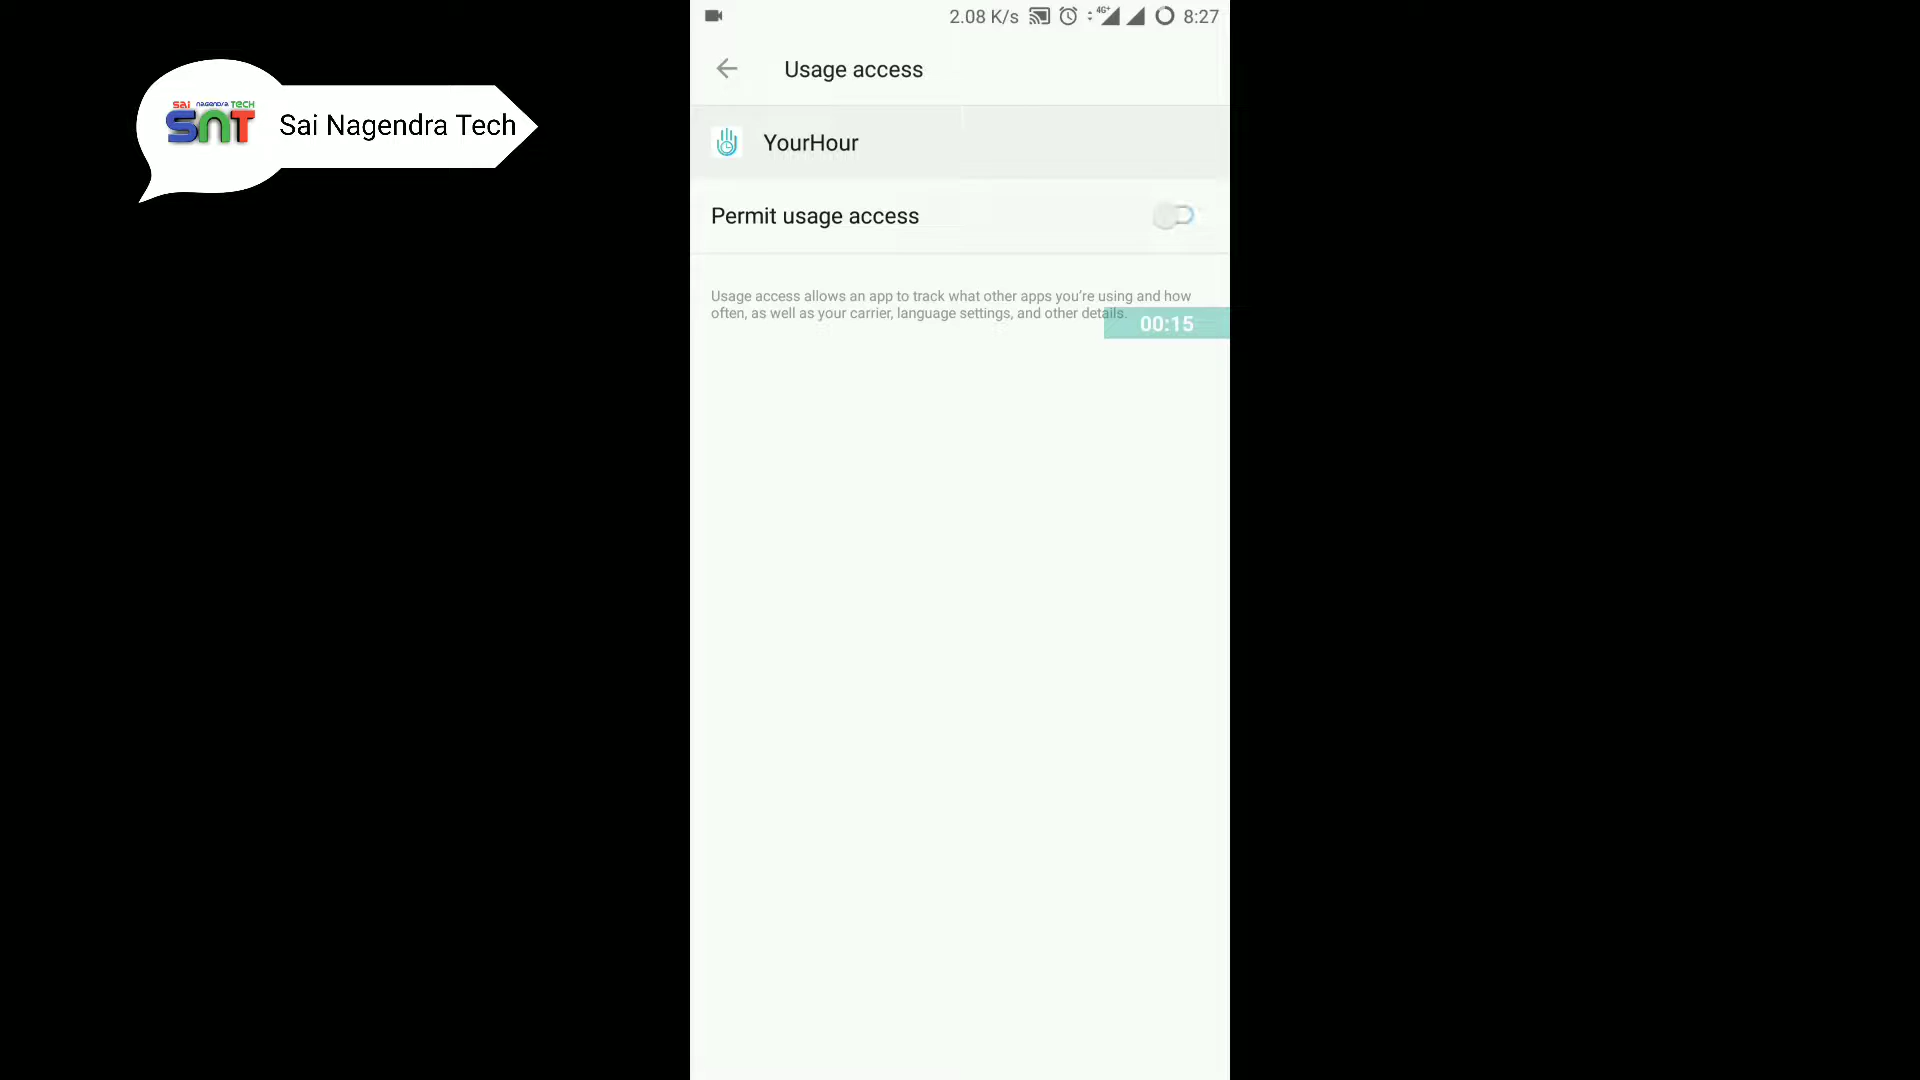 2.08 K/s 4G+ 8:27
Usage access
sai nagendra TECH
SNT
Sai Nagendra Tech
YourHour
Permit usage access
Usage access allows an app to track what other apps you’re using and how
often, as well as your carrier, language settings, and other details.
00:15